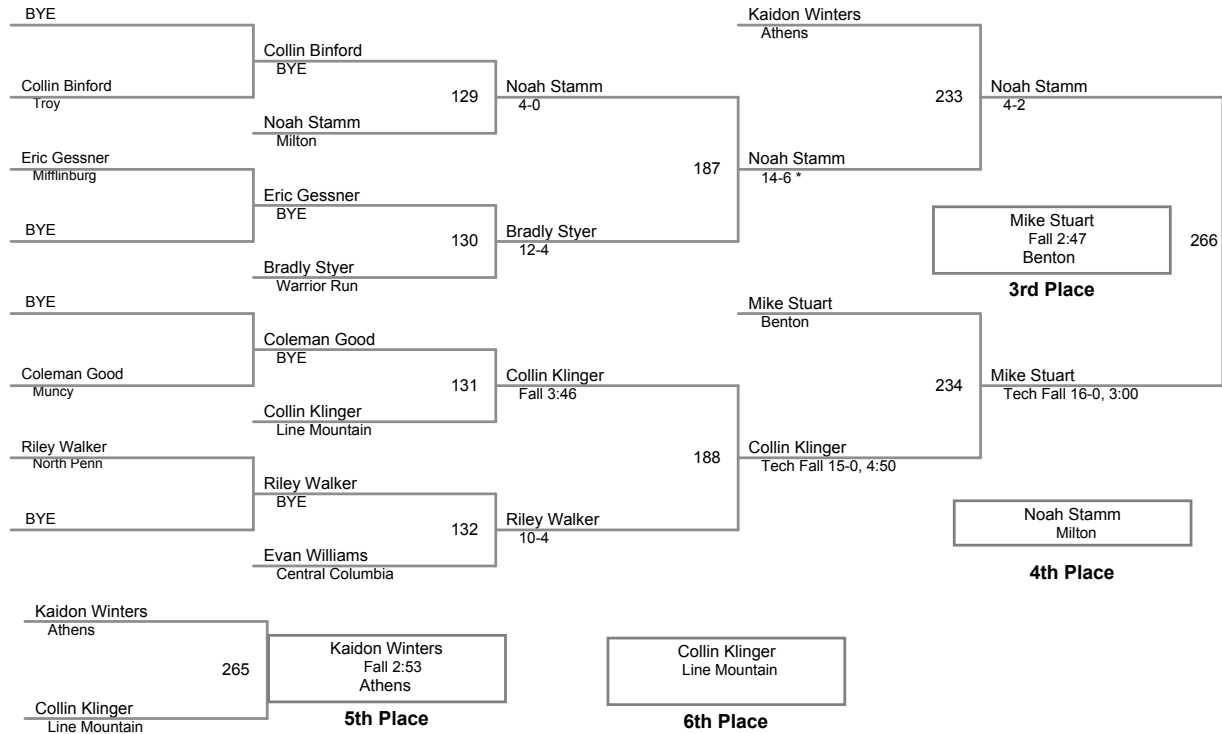 BYE
Collin Binford
Troy
Eric Gessner
Mifflinburg
BYE
BYE
Coleman Good
Muncy
Riley Walker
North Penn
BYE
Collin Binford
BYE
129
Noah Stamm
Milton
Eric Gessner
BYE
130
Bradly Styer
Warrior Run
Coleman Good
BYE
131
Collin Klinger
Line Mountain
Riley Walker
BYE
132
Evan Williams
Central Columbia
Noah Stamm
4-0
187
Bradly Styer
12-4
Collin Klinger
Fall 3:46
188
Riley Walker
10-4
Kaidon Winters
Athens
233
Noah Stamm
14-6 *
Mike Stuart
Benton
234
Collin Klinger
Tech Fall 15-0, 4:50
Noah Stamm
4-2
266
Mike Stuart
Tech Fall 16-0, 3:00
Mike Stuart
Fall 2:47
Benton
3rd Place
Noah Stamm
Milton
4th Place
Kaidon Winters
Athens
265
Collin Klinger
Line Mountain
Kaidon Winters
Fall 2:53
Athens
5th Place
Collin Klinger
Line Mountain
6th Place